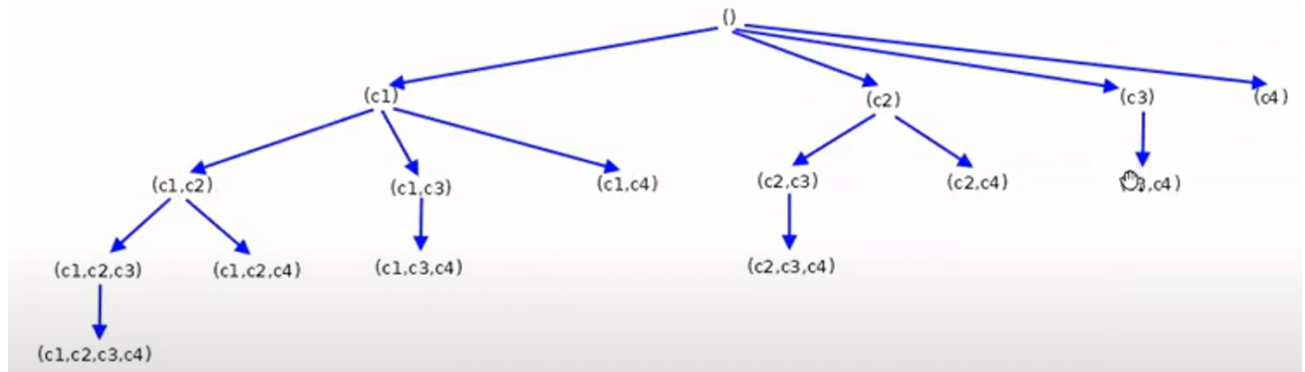 ()
(c1) (c2) (c3) (c4)
(c1,c2) (c1,c3) (c1,c4) (c2,c3) (c2,c4) 3,c4)
(c1,c2,c3) (c1,c2,c4) (c1,c3,c4) (c2,c3,c4)
(c1,c2,c3,c4)